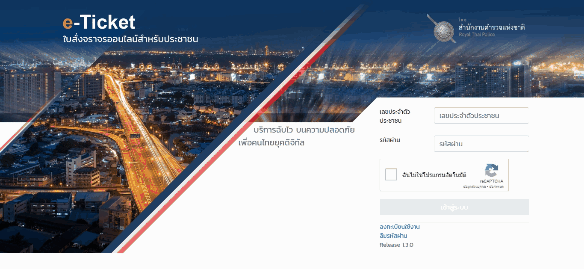 e-Ticket
ใบสั่งจราจรออนไลน์สำหรับประชาชน
โดย
สำนักงานตำรวจแห่งชาติ
Royal Thai Police
บริการฉับไว บนความปลอดภัย
เพื่อคนไทยยุคดิจิทัล
เลขประจำตัว
ประชาชน
เลขประจำตัวประชาชน
รหัสผ่าน
รหัสผ่าน
ฉันไม่ใช่โปรแกรมอัตโนมัติ
reCAPTCHA
เข้าสู่ระบบ
ลงทะเบียนใช้งาน
ลืมรหัสผ่าน
Release 1.3.0